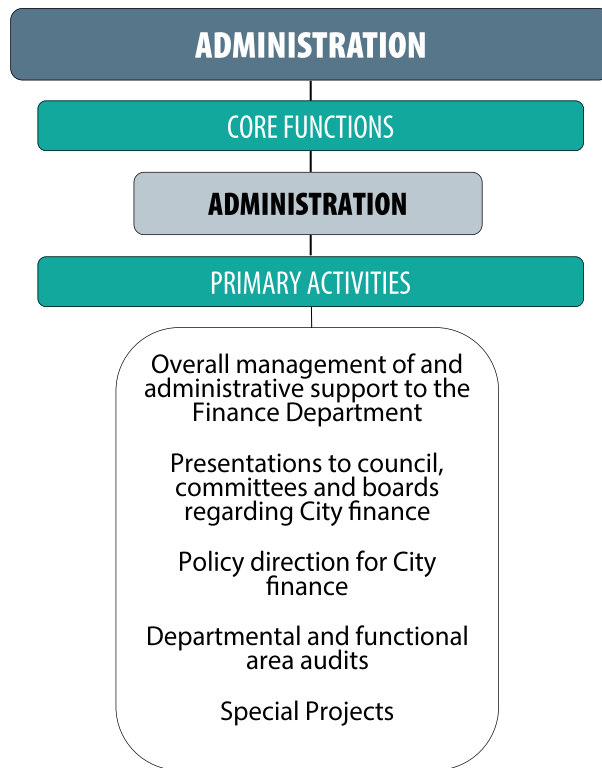 ADMINISTRATION
CORE FUNCTIONS
ADMINISTRATION
PRIMARY ACTIVITIES
Overall management of and
administrative support to the
Finance Department
Presentations to council,
committees and boards
regarding City finance
Policy direction for City
finance
Departmental and functional
area audits
Special Projects